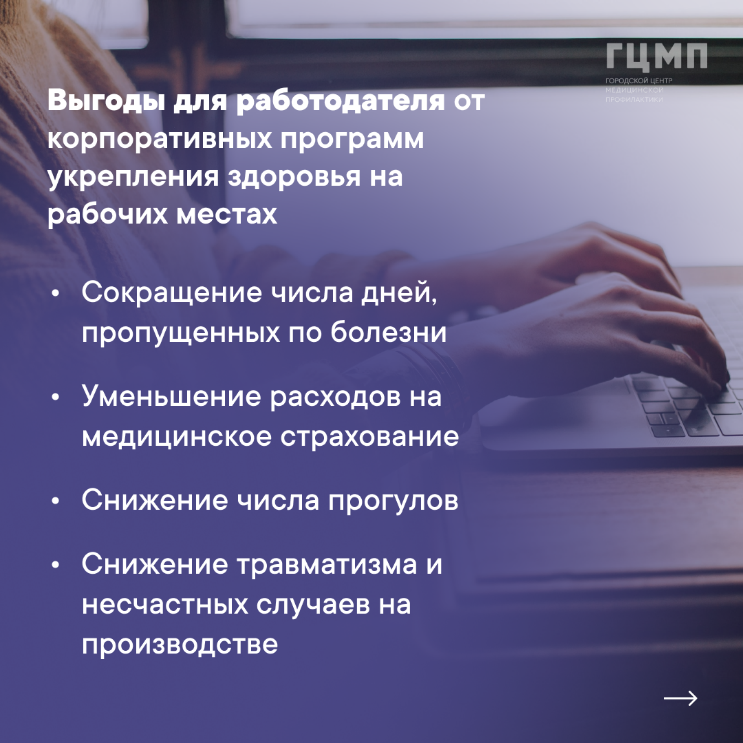 ГЦМП
ГОРОДСКОЙ ЦЕНТР
МЕДИЦИНСКОЙ
ПРОФИЛАКТИКИ
Выгоды для работодателя от
корпоративных программ
укрепления здоровья на
рабочих местах
• Сокращение числа дней,
пропущенных по болезни
• Уменьшение расходов на
медицинское страхование
• Снижение числа прогулов
• Снижение травматизма и
несчастных случаев на
производстве